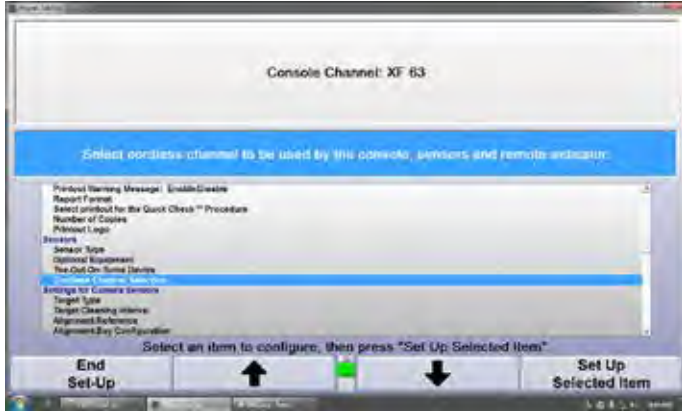 Console Channel: XF 63
Select cordless channel to be used by the console, sensors and remote indicator.
Printout Warning Message: Enable/Disable
Report Format
Select printout for the Quick Check™ Procedure
Number of Copies
Printout Logo
Sensors
Sensor Type
Optional Equipment
Toe Out On Turns Device
Cordless Channel Selection
Settings for Camera Sensors
Target Type
Target Cleaning Interval
Alignment Reference
Alignment Bay Configuration
Select an item to configure, then press "Set Up Selected Item"
End
Set-Up
Set Up
Selected Item